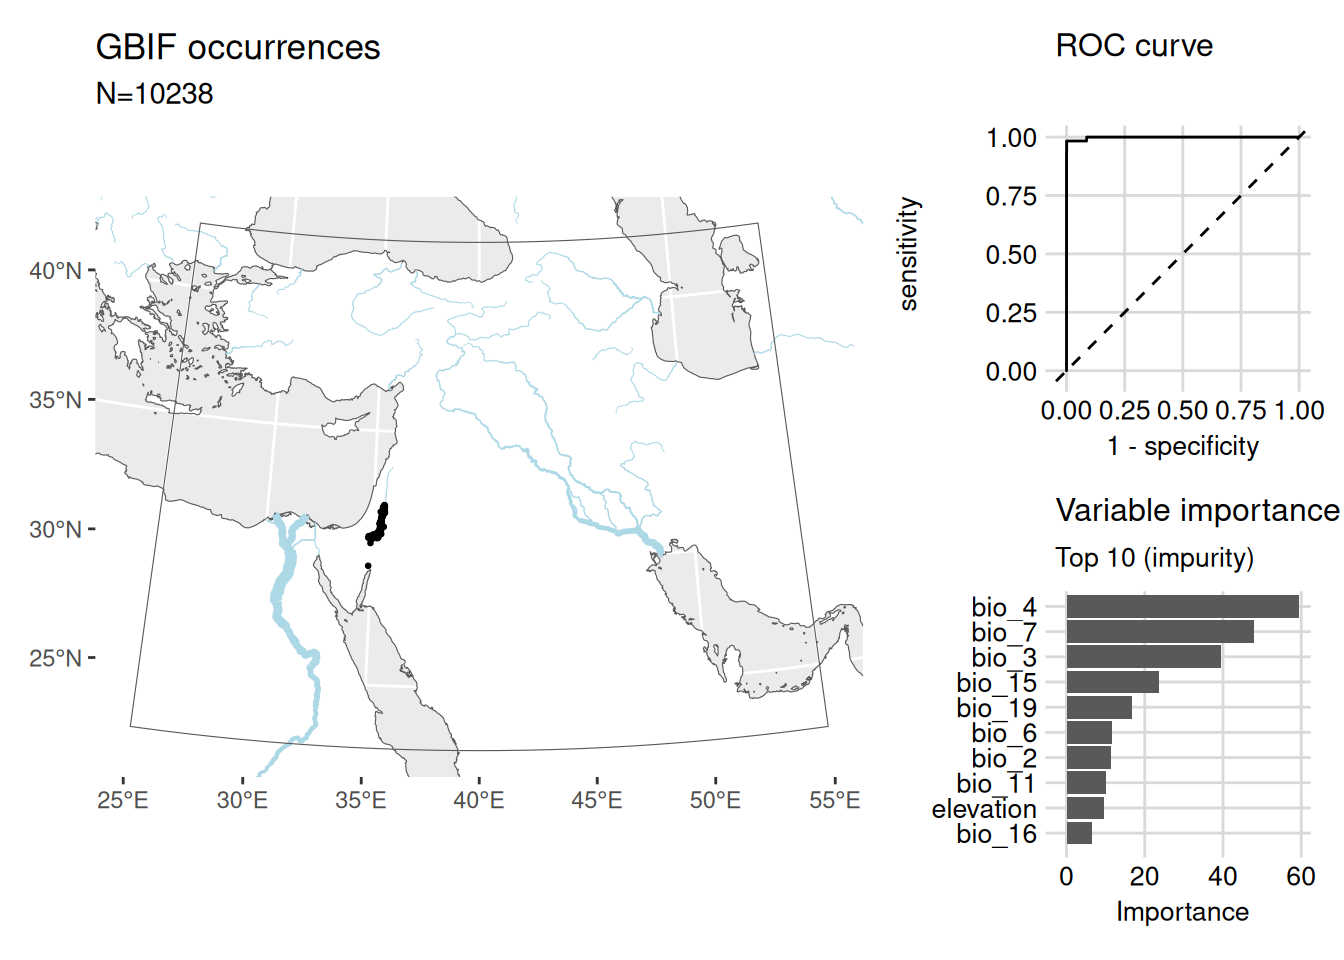 GBIF occurrences
N=10238
40°N
35°N
30°N
25°N
25°E 30°E 35°E 40°E 45°E 50°E 55°E
ROC curve
sensitivity
1.00
0.75
0.50
0.25
0.00
0.00 0.25 0.50 0.75 1.00
1 - specificity
Variable importance
Top 10 (impurity)
bio_4
bio_7
bio_3
bio_15
bio_19
bio_6
bio_2
bio_11
elevation
bio_16
0 20 40 60
Importance